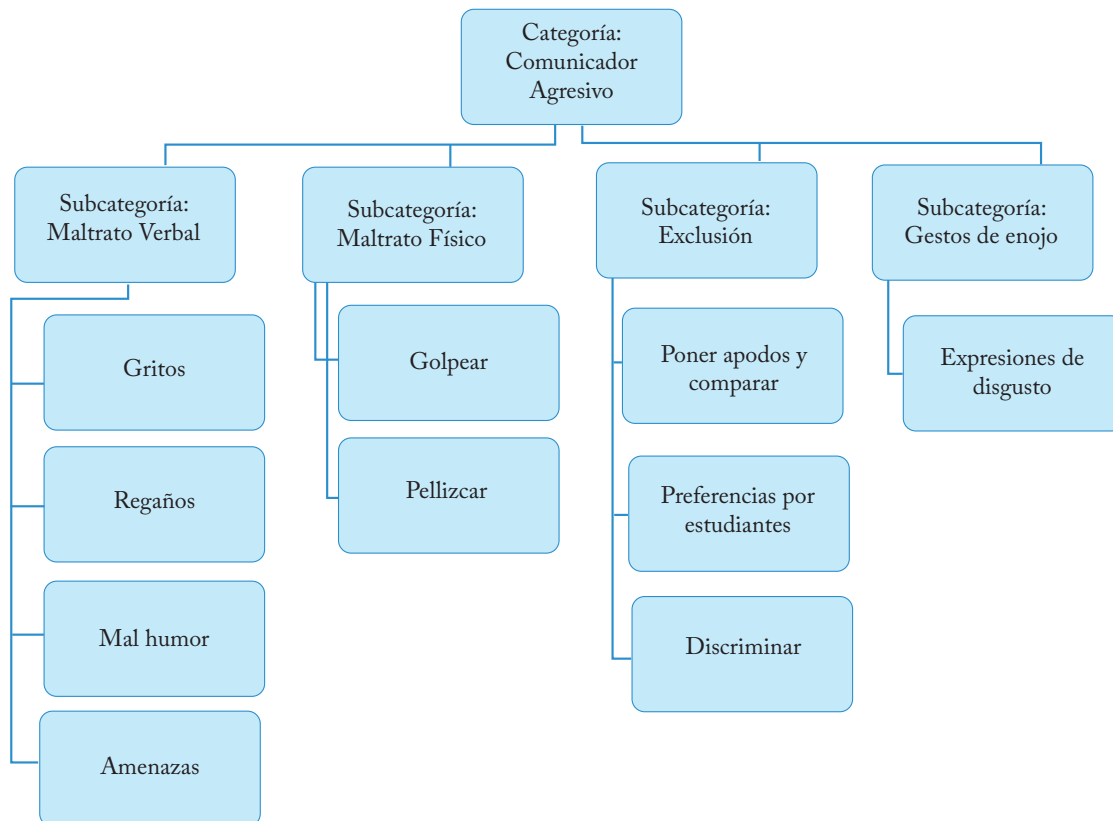 Categoría:
Comunicador
Agresivo
Subcategoría:
Maltrato Verbal
Gritos
Regaños
Mal humor
Amenazas
Subcategoría:
Maltrato Físico
Golpear
Pellizcar
Subcategoría:
Exclusión
Poner apodos y
comparar
Preferencias por
estudiantes
Discriminar
Subcategoría:
Gestos de enojo
Expresiones de
disgusto